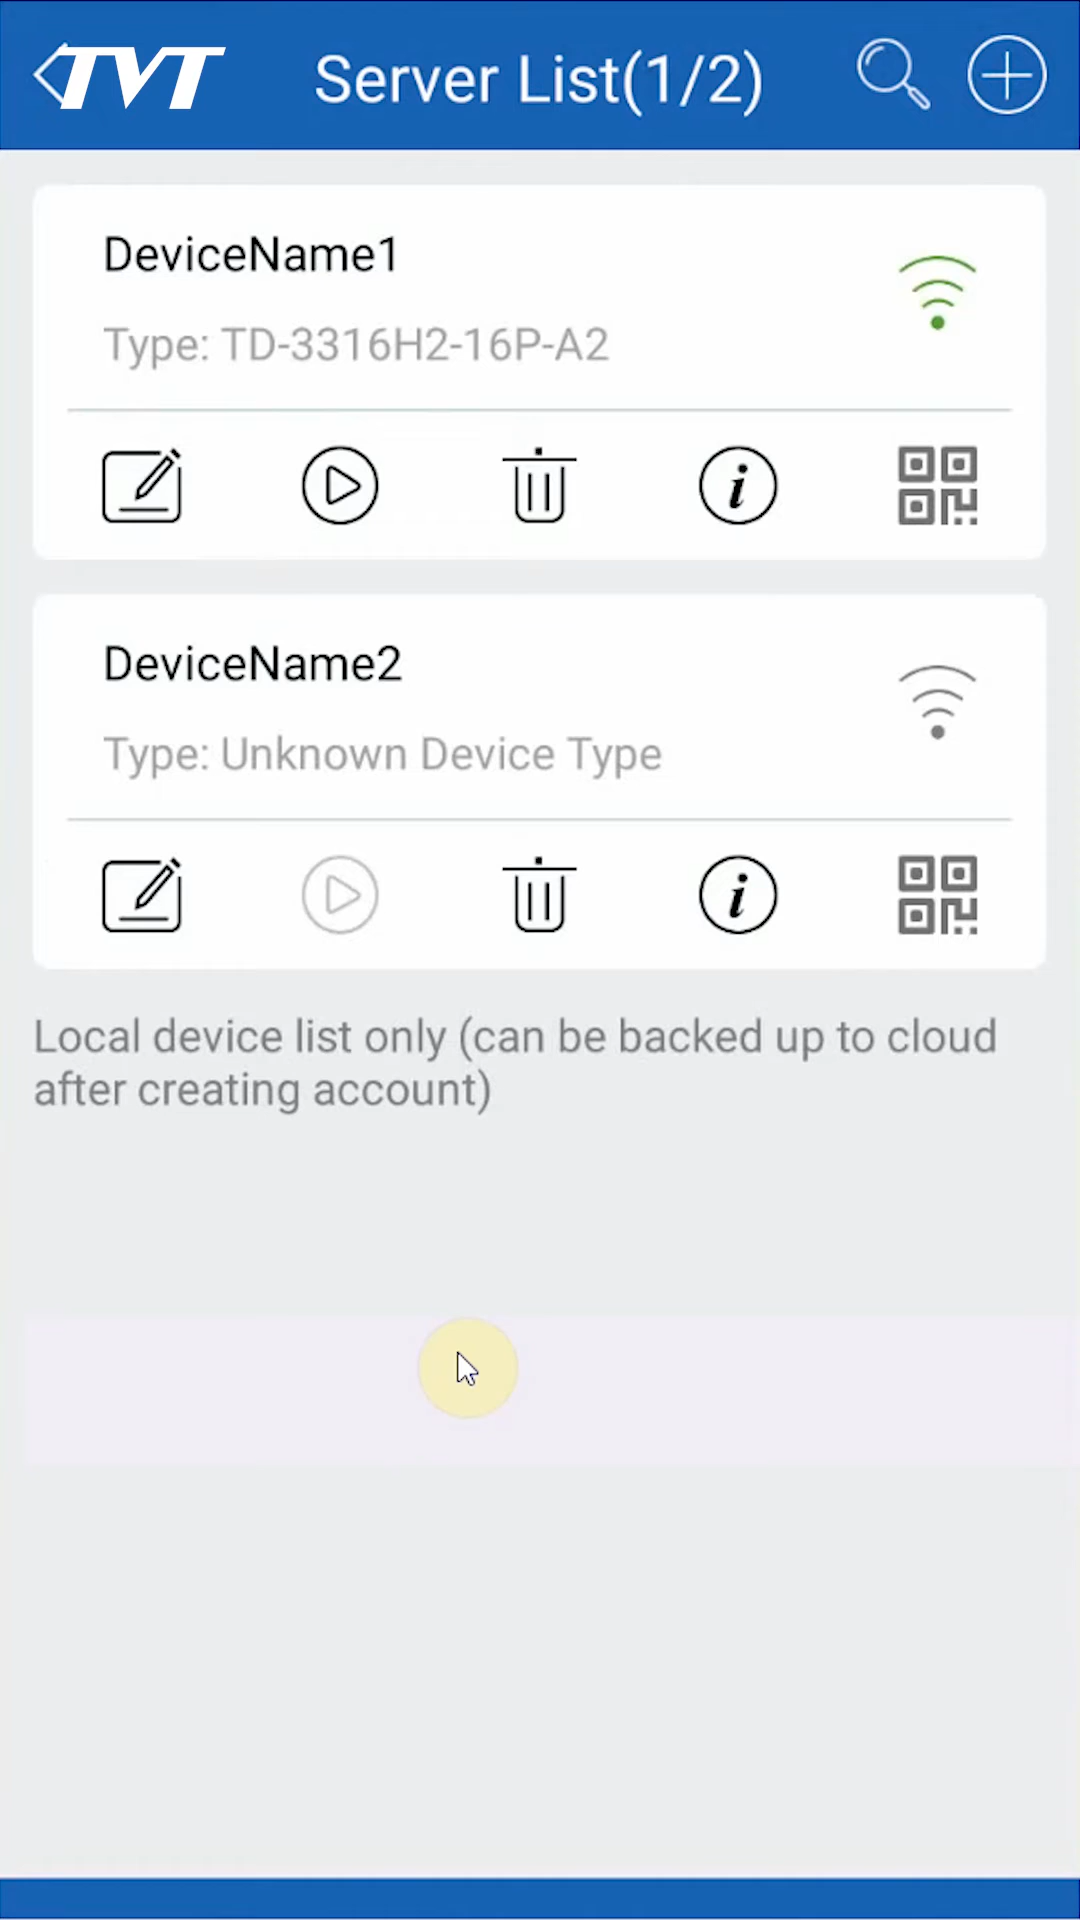 TVT
Server List(1/2)
DeviceName1
Type: TD-3316H2-16P-A2
DeviceName2
Type: Unknown Device Type
Local device list only (can be backed up to cloud
after creating account)